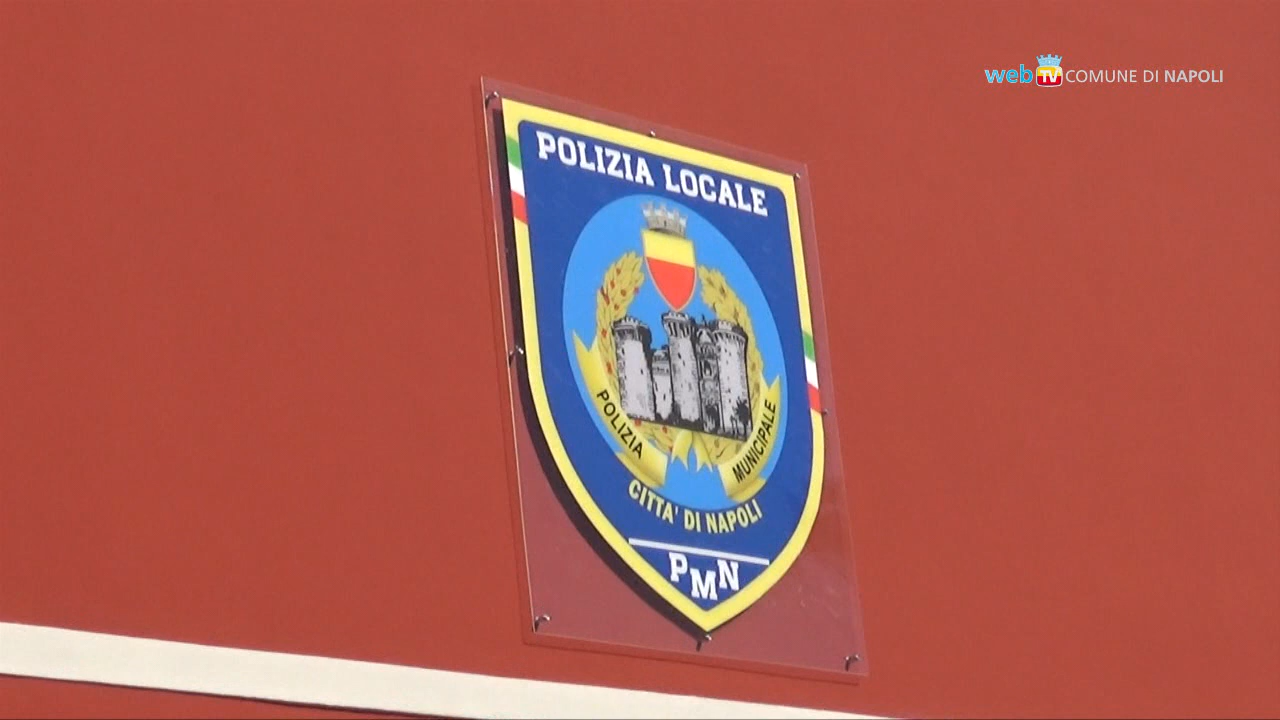 web TV COMUNE DI NAPOLI
POLIZIA LOCALE
POLIZIA MUNICIPALE
CITTA' DI NAPOLI
PMN